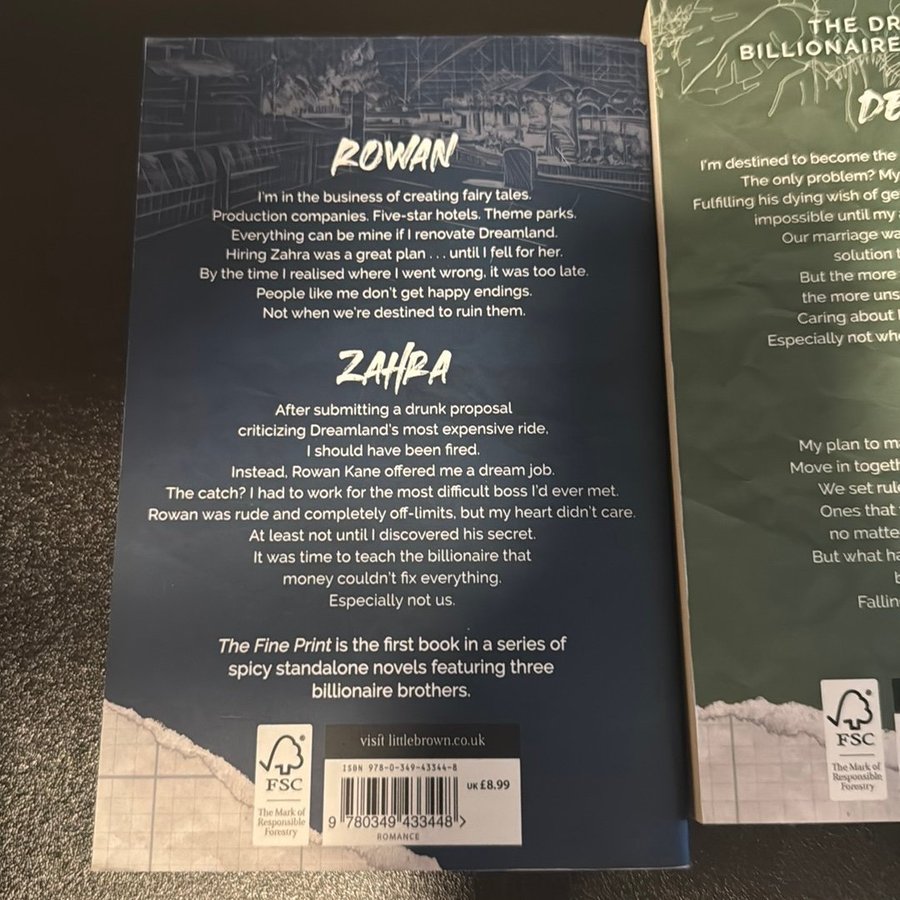 ROWAN
I'm in the business of creating fairy tales.
Production companies. Five-star hotels. Theme parks.
Everything can be mine if I renovate Dreamland.
Hiring Zahra was a great plan . . . until I fell for her.
By the time I realised where I went wrong, it was too late.
People like me don't get happy endings.
Not when we're destined to ruin them.
ZAHRA
After submitting a drunk proposal
criticizing Dreamland's most expensive ride,
I should have been fired.
Instead, Rowan Kane offered me a dream job.
The catch? I had to work for the most difficult boss I'd ever met.
Rowan was rude and completely off-limits, but my heart didn't care.
At least not until I discovered his secret.
It was time to teach the billionaire that
money couldn't fix everything.
Especially not us.
The Fine Print is the first book in a series of
spicy standalone novels featuring three
billionaire brothers.
FSC
The Mark of
Responsible
Forestry
visit littlebrown.co.uk
ISBN 978-0-349-43344-8
UK £8.99
9 780349 433448 >
ROMANCE
THE DR
BILLIONAIRE
DE
I'm destined to become the
The only problem? My
Fulfilling his dying wish of ge
impossible until my
Our marriage wa
solution t
But the more
the more uns
Caring about
Especially not whe
My plan to ma
Move in togeth
We set rul
Ones that
no matte
But what ha
b
Fallin
FSC
The Mark of
Responsible
Forestry